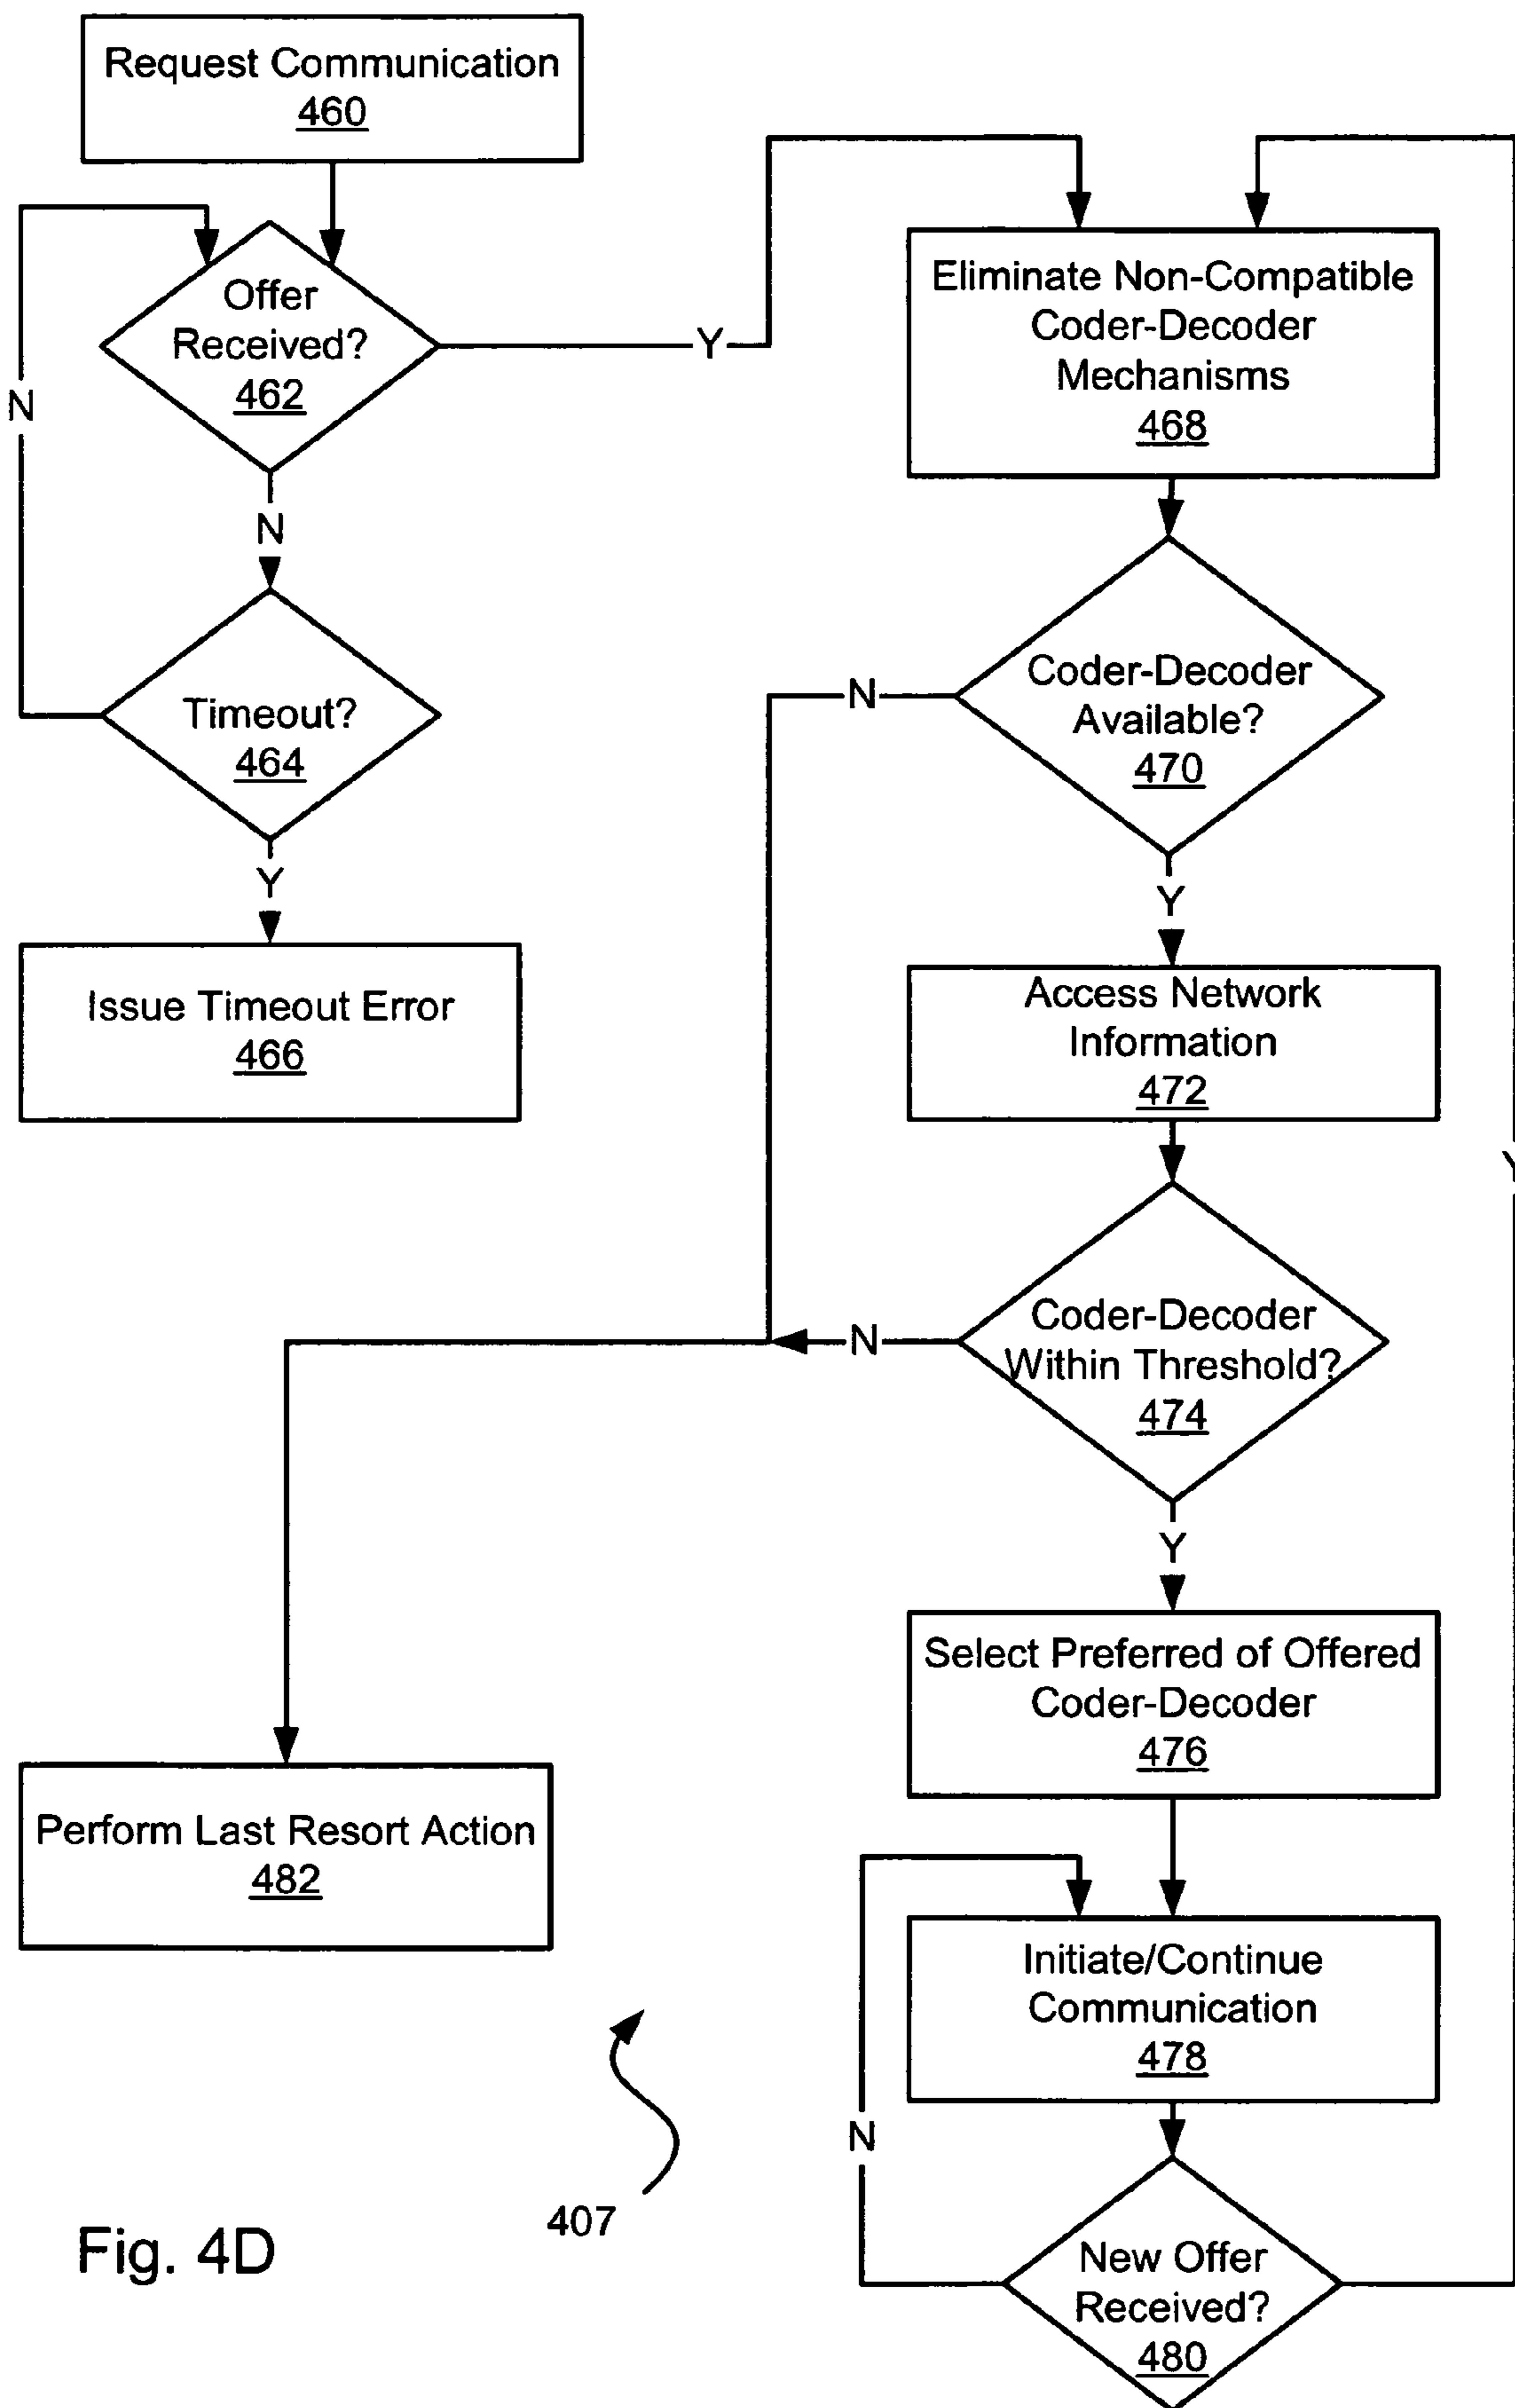 Request Communication
460
Offer
Received?
462
Y
N
N
Timeout?
464
Y
Issue Timeout Error
466
Eliminate Non-Compatible
Coder-Decoder
Mechanisms
468
Coder-Decoder
Available?
470
N
Y
Access Network
Information
472
Y
Coder-Decoder
Within Threshold?
474
N
Y
Select Preferred of Offered
Coder-Decoder
476
Perform Last Resort Action
482
Initiate/Continue
Communication
478
N
New Offer
Received?
480
407
Fig. 4D